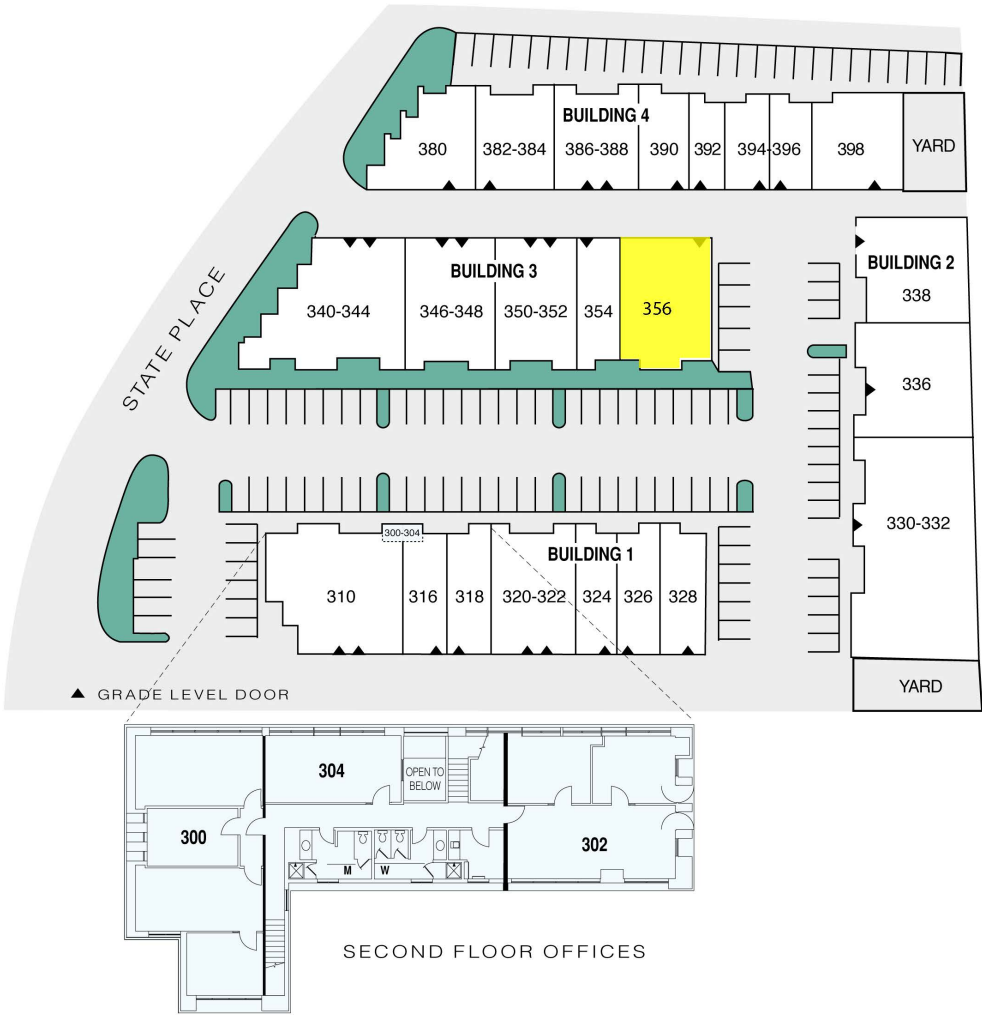 BUILDING 4
380
382-384
386-388
390
392
394-396
398
YARD
STATE PLACE
BUILDING 3
340-344
346-348
350-352
354
356
BUILDING 2
338
336
330-332
YARD
300-304
BUILDING 1
310
316
318
320-322
324
326
328
GRADE LEVEL DOOR
304
OPEN TO
BELOW
300
302
M
W
SECOND FLOOR OFFICES